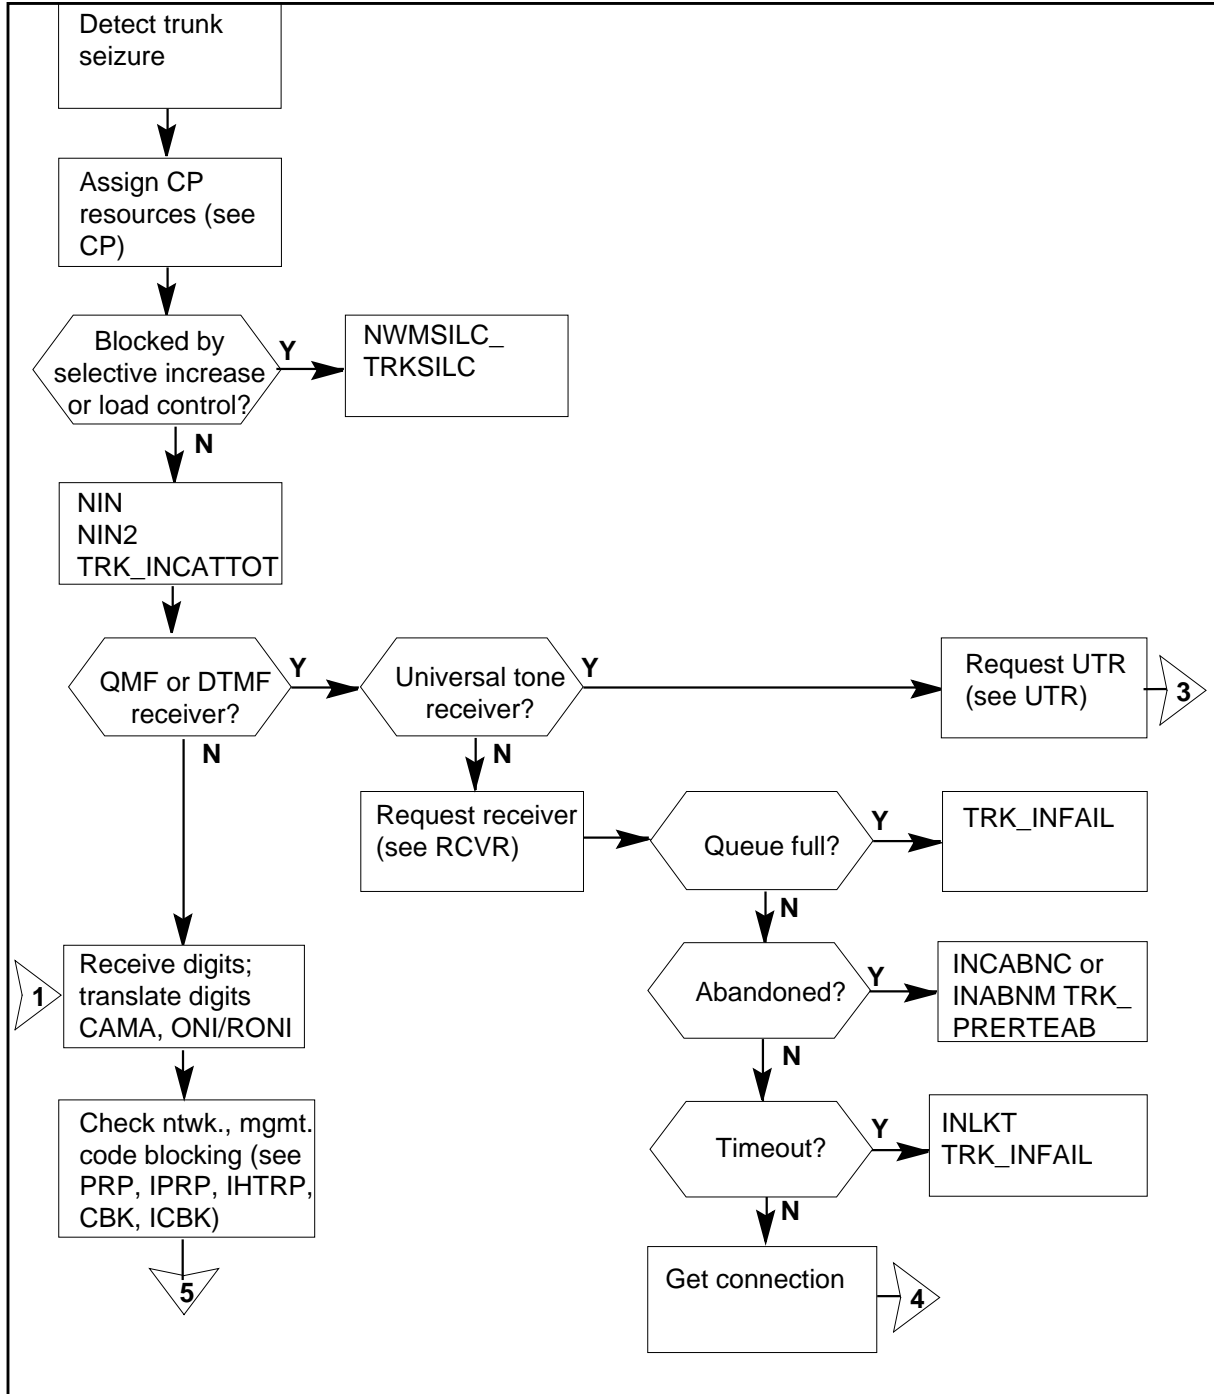 Detect trunk
seizure
Assign CP
resources (see
CP)
Blocked by
selective increase
or load control?
Y
NWMSILC_
TRKSILC
N
NIN
NIN2
TRK_INCATTOT
QMF or DTMF
receiver?
Y
Universal tone
receiver?
Y
Request UTR
(see UTR)
3
N
N
Request receiver
(see RCVR)
Queue full?
Y
TRK_INFAIL
N
1
Receive digits;
translate digits
CAMA, ONI/RONI
Abandoned?
Y
INCABNC or
INABNM TRK_
PRERTEAB
N
Check ntwk., mgmt.
code blocking (see
PRP, IPRP, IHTRP,
CBK, ICBK)
Timeout?
Y
INLKT
TRK_INFAIL
N
5
Get connection
4